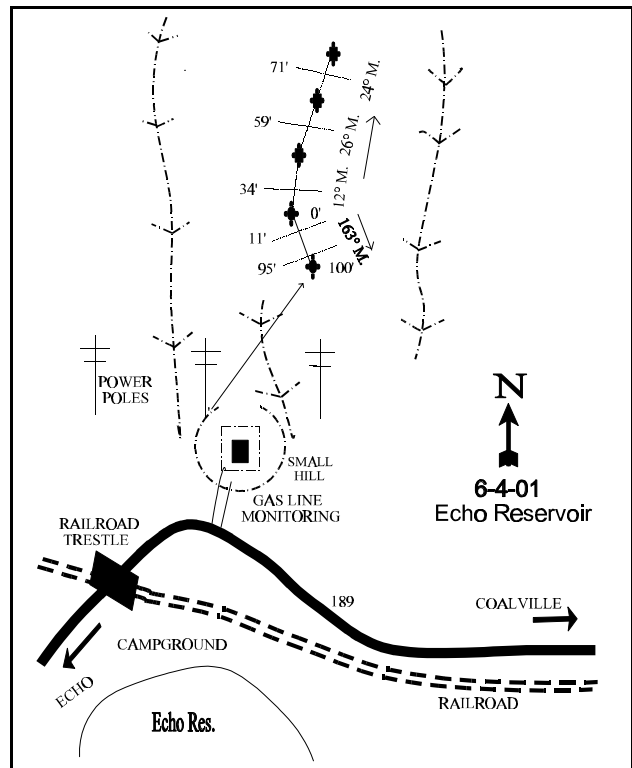 71'
24° M.
59'
26° M.
34'
12° M.
0'
11'
163° M.
95'
100'
POWER
POLES
N
SMALL
HILL
6-4-01
Echo Reservoir
GAS LINE
MONITORING
RAILROAD
TRESTLE
189
COALVILLE
CAMPGROUND
ECHO
RAILROAD
Echo Res.